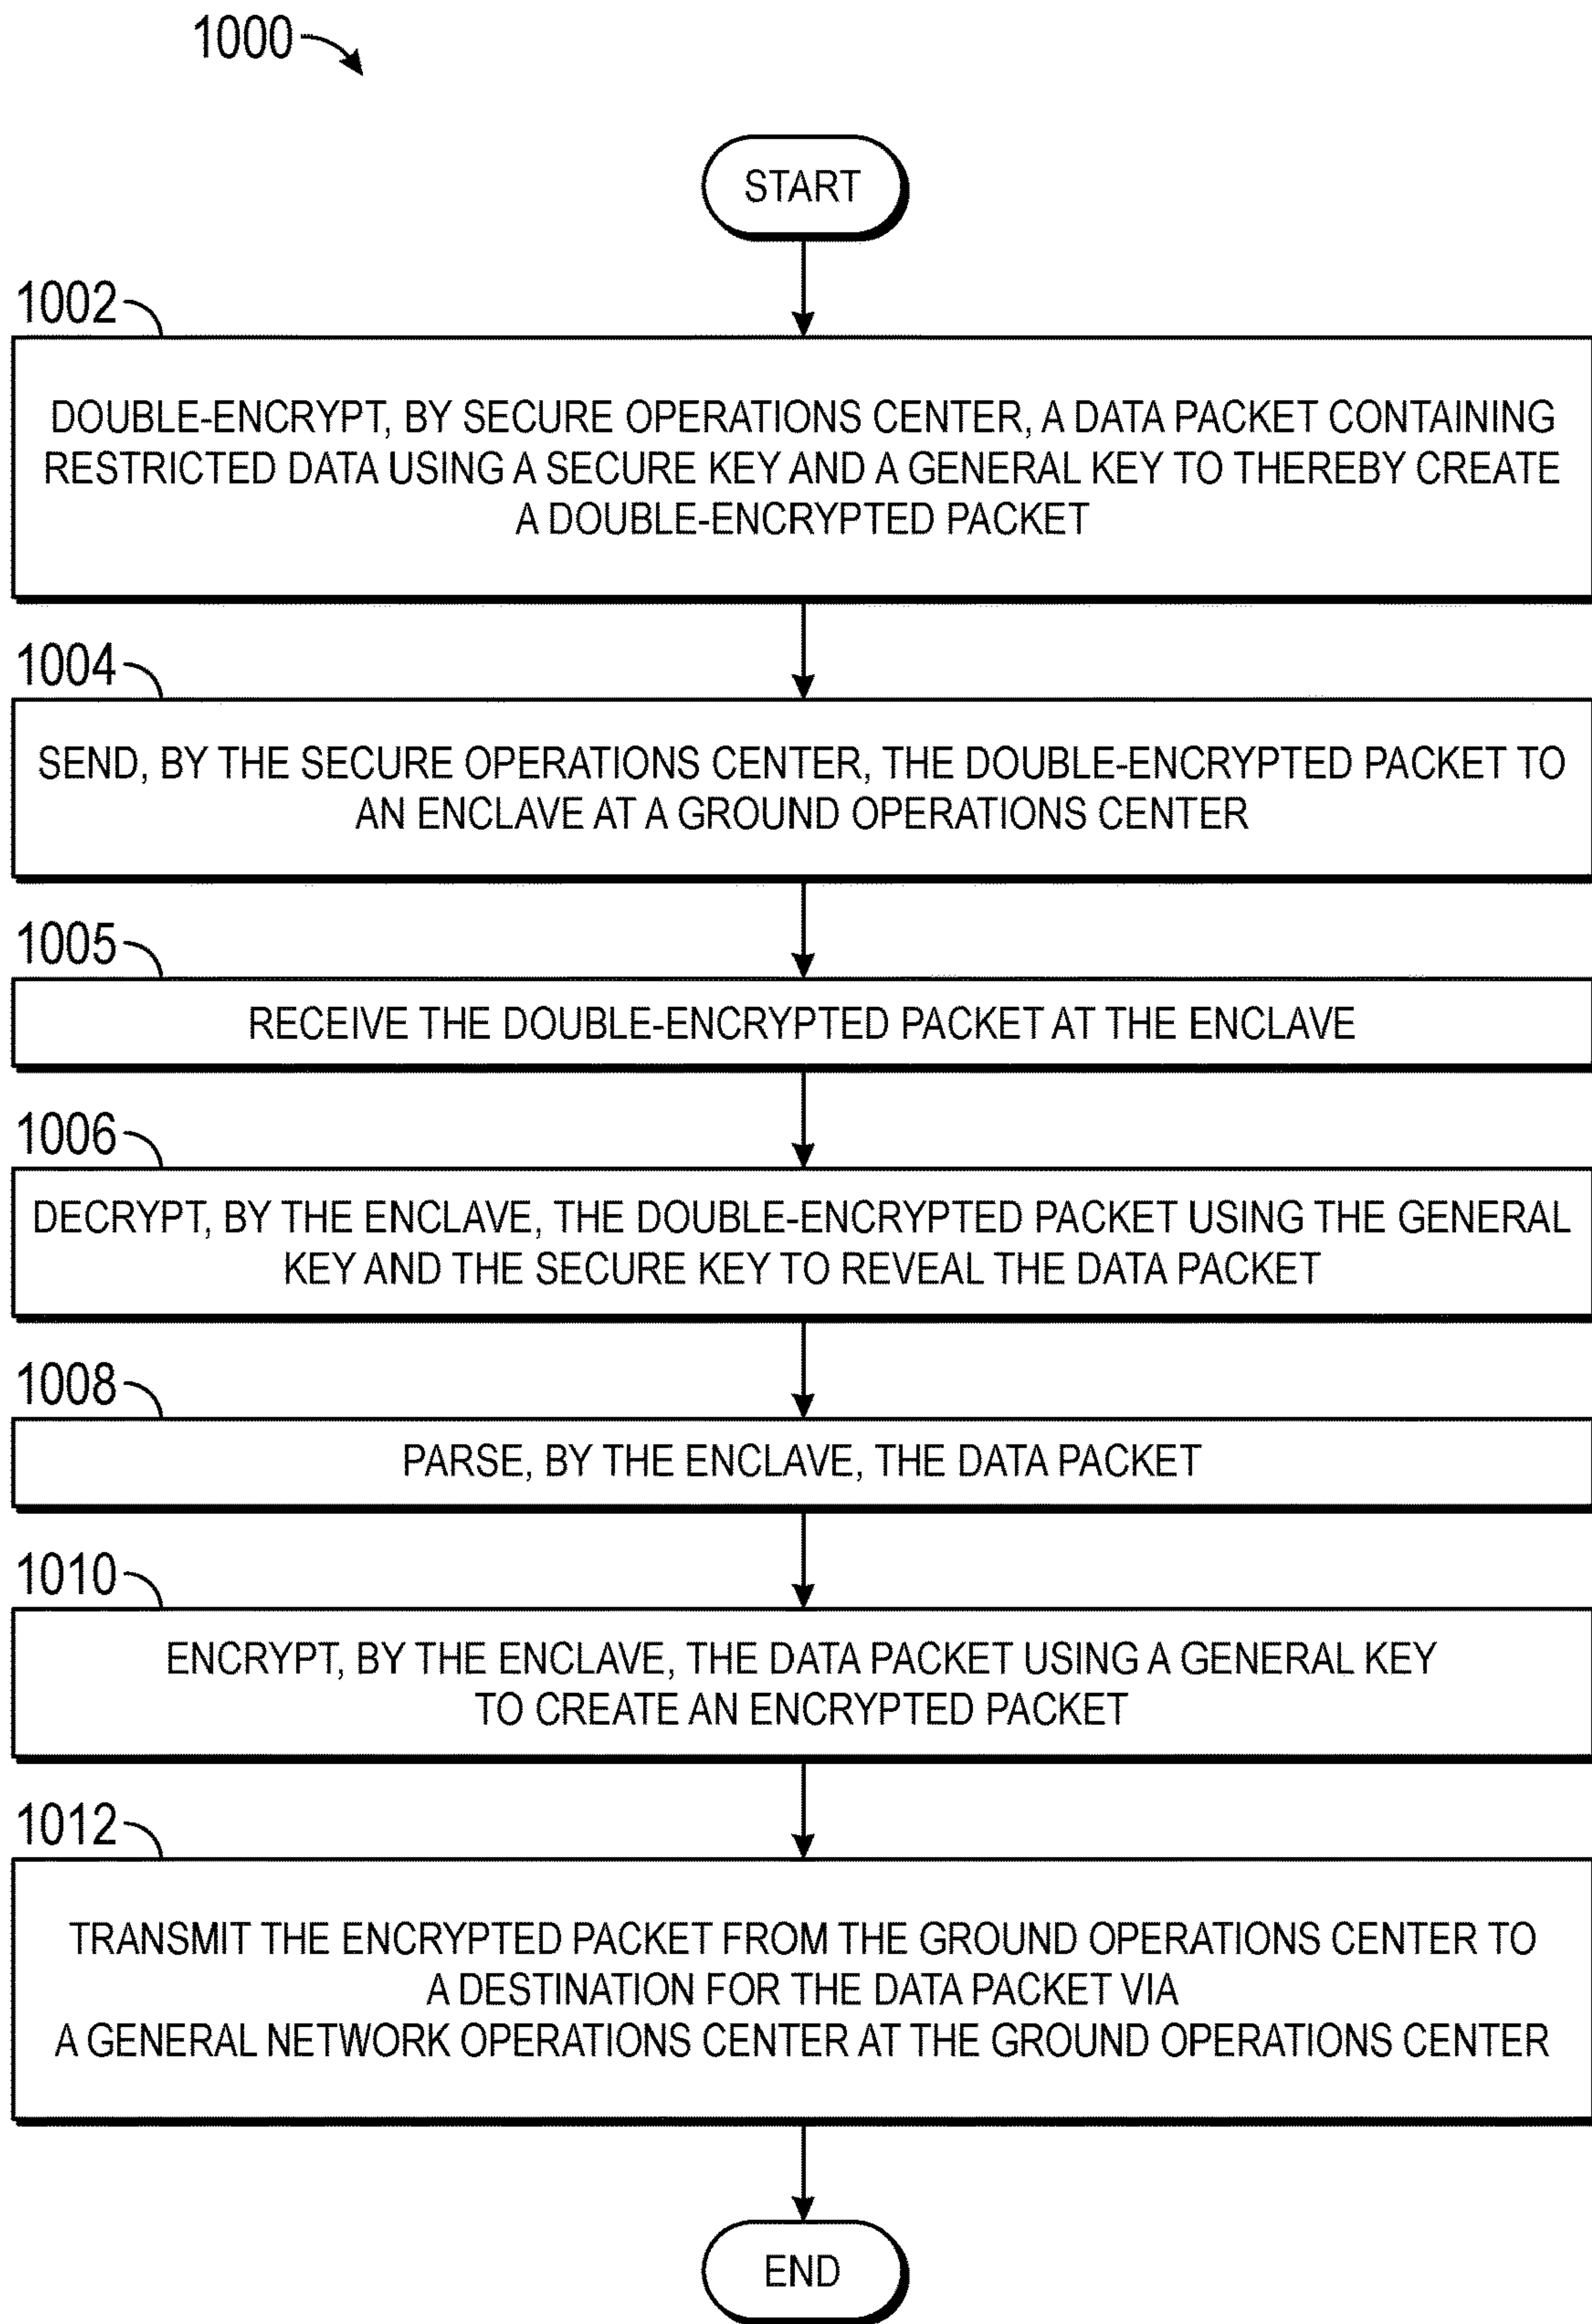 1000
START
1002
DOUBLE-ENCRYPT, BY SECURE OPERATIONS CENTER, A DATA PACKET CONTAINING
RESTRICTED DATA USING A SECURE KEY AND A GENERAL KEY TO THEREBY CREATE
A DOUBLE-ENCRYPTED PACKET
1004
SEND, BY THE SECURE OPERATIONS CENTER, THE DOUBLE-ENCRYPTED PACKET TO
AN ENCLAVE AT A GROUND OPERATIONS CENTER
1005
RECEIVE THE DOUBLE-ENCRYPTED PACKET AT THE ENCLAVE
1006
DECRYPT, BY THE ENCLAVE, THE DOUBLE-ENCRYPTED PACKET USING THE GENERAL
KEY AND THE SECURE KEY TO REVEAL THE DATA PACKET
1008
PARSE, BY THE ENCLAVE, THE DATA PACKET
1010
ENCRYPT, BY THE ENCLAVE, THE DATA PACKET USING A GENERAL KEY
TO CREATE AN ENCRYPTED PACKET
1012
TRANSMIT THE ENCRYPTED PACKET FROM THE GROUND OPERATIONS CENTER TO
A DESTINATION FOR THE DATA PACKET VIA
A GENERAL NETWORK OPERATIONS CENTER AT THE GROUND OPERATIONS CENTER
END